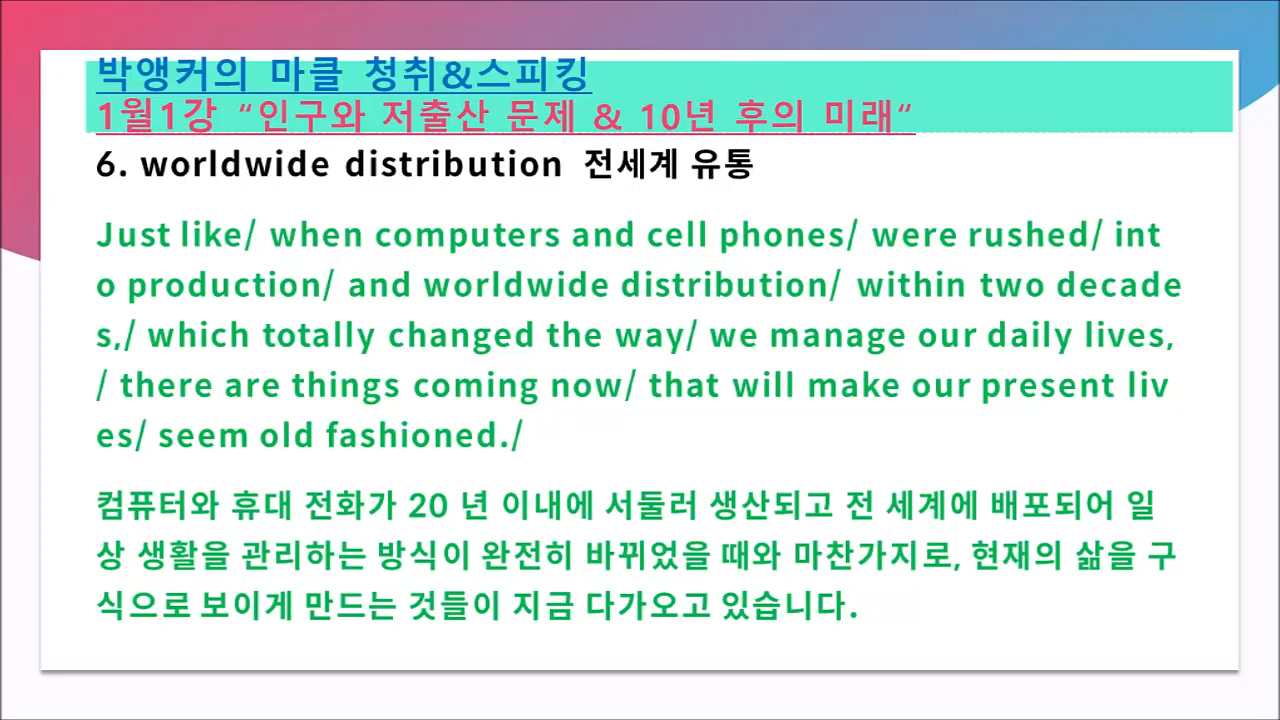 박앵커의 마클 청취&스피킹
1월1강 “인구와 저출산 문제 & 10년 후의 미래“
6. worldwide distribution 전세계 유통
Just like/ when computers and cell phones/ were rushed/ int
o production/ and worldwide distribution/ within two decade
s,/ which totally changed the way/ we manage our daily lives,
/ there are things coming now/ that will make our present liv
es/ seem old fashioned./
컴퓨터와 휴대 전화가 20 년 이내에 서둘러 생산되고 전 세계에 배포되어 일
상 생활을 관리하는 방식이 완전히 바뀌었을 때와 마찬가지로, 현재의 삶을 구
식으로 보이게 만드는 것들이 지금 다가오고 있습니다.